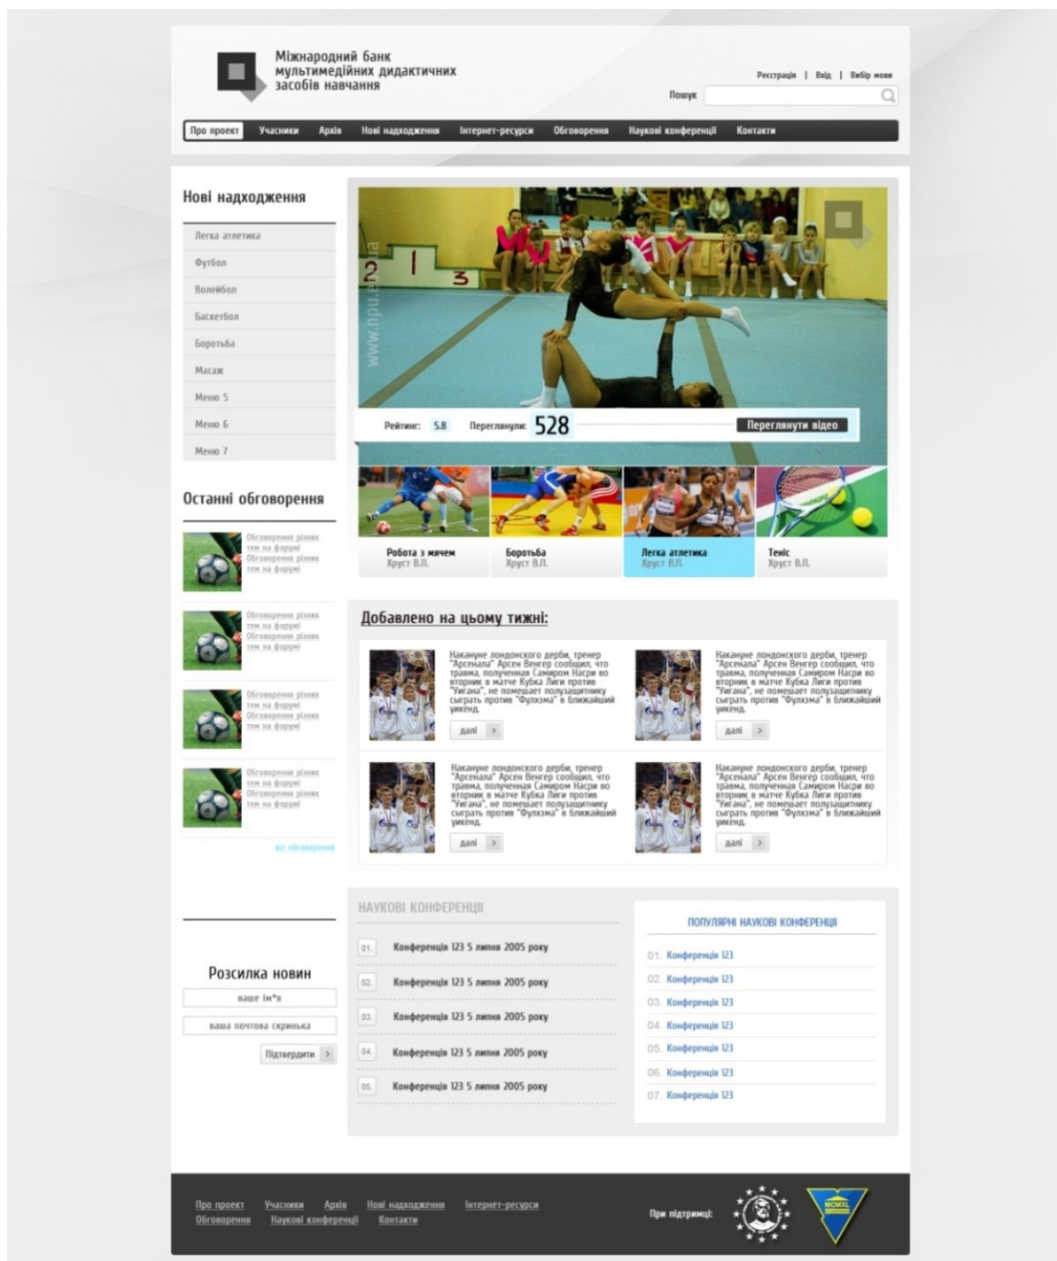 Міжнародний банк
мультимедійних дидактичних
засобів навчання
Реєстрація | Вхід | Вибір мови
Пошук
Про проект Учасники Архів Нові надходження Інтернет-ресурси Обговорення Наукові конференції Контакти
Нові надходження
Легка атлетика
Футбол
Волейбол
Баскетбол
Боротьба
Масаж
Меню 5
Меню 6
Меню 7
2 1 3
Рейтинг: 5.8 Переглянули: 528 Переглянути відео
Робота з мячем
Хруст В.П.
Боротьба
Хруст В.П.
Легка атлетика
Хруст В.П.
Теніс
Хруст В.П.
Останні обговорення
Обговорення різних
тем на форумі
Обговорення різних
тем на форумі
Обговорення різних
тем на форумі
Обговорення різних
тем на форумі
Обговорення різних
тем на форумі
Обговорення різних
тем на форумі
Обговорення різних
тем на форумі
Обговорення різних
тем на форумі
всі обговорення
Добавлено на цьому тижні:
Накануне лондонского дерби, тренер
"Арсенала" Арсен Венгер сообщил, что
травма, полученная Самиром Насри во
вторник в матче Кубка Лиги против
"Уигана", не помешает полузащитнику
сыграть против "Фулхэма" в ближайший
уикенд.
далі >
Накануне лондонского дерби, тренер
"Арсенала" Арсен Венгер сообщил, что
травма, полученная Самиром Насри во
вторник в матче Кубка Лиги против
"Уигана", не помешает полузащитнику
сыграть против "Фулхэма" в ближайший
уикенд.
далі >
Накануне лондонского дерби, тренер
"Арсенала" Арсен Венгер сообщил, что
травма, полученная Самиром Насри во
вторник в матче Кубка Лиги против
"Уигана", не помешает полузащитнику
сыграть против "Фулхэма" в ближайший
уикенд.
далі >
Накануне лондонского дерби, тренер
"Арсенала" Арсен Венгер сообщил, что
травма, полученная Самиром Насри во
вторник в матче Кубка Лиги против
"Уигана", не помешает полузащитнику
сыграть против "Фулхэма" в ближайший
уикенд.
далі >
Розсилка новин
ваше ім*я
ваша почтова скринька
Підтвердити >
НАУКОВІ КОНФЕРЕНЦІІ
01. Конференція 123 5 липня 2005 року
02. Конференція 123 5 липня 2005 року
03. Конференція 123 5 липня 2005 року
04. Конференція 123 5 липня 2005 року
05. Конференція 123 5 липня 2005 року
ПОПУЛЯРНІ НАУКОВІ КОНФЕРЕНЦІІ
01. Конференція 123
02. Конференція 123
03. Конференція 123
04. Конференція 123
05. Конференція 123
06. Конференція 123
07. Конференція 123
Про проект Учасники Архів Нові надходження Інтернет-ресурси
Обговорення Наукові конференції Контакти
При підтримці:
MCMXL